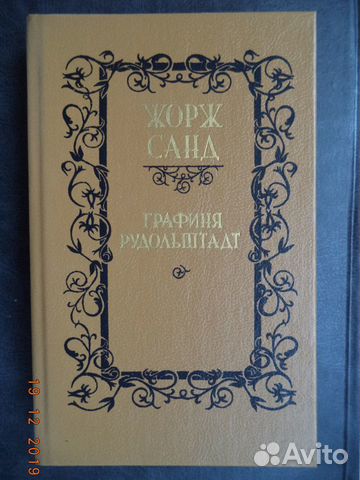 ЖОРЖ
САНД
ГРАФИНЯ
РУДОЛЬШТАДТ
19 12 2019
Avito